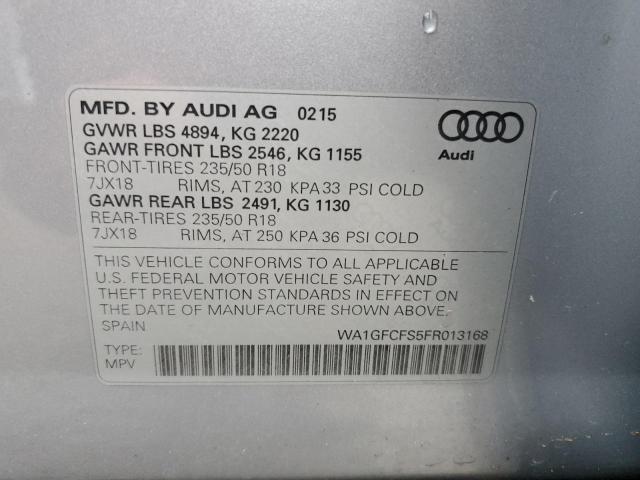 MFD. BY AUDI AG 0215
GVWR LBS 4894, KG 2220
GAWR FRONT LBS 2546, KG 1155
FRONT-TIRES 235/50 R18
7JX18 RIMS, AT 230 KPA 33 PSI COLD
GAWR REAR LBS 2491, KG 1130
REAR-TIRES 235/50 R18
7JX18 RIMS, AT 250 KPA 36 PSI COLD
Audi
THIS VEHICLE CONFORMS TO ALL APPLICABLE
U.S. FEDERAL MOTOR VEHICLE SAFETY AND
THEFT PREVENTION STANDARDS IN EFFECT ON
THE DATE OF MANUFACTURE SHOWN ABOVE.
SPAIN
WA1GFCFS5FR013168
TYPE:
MPV